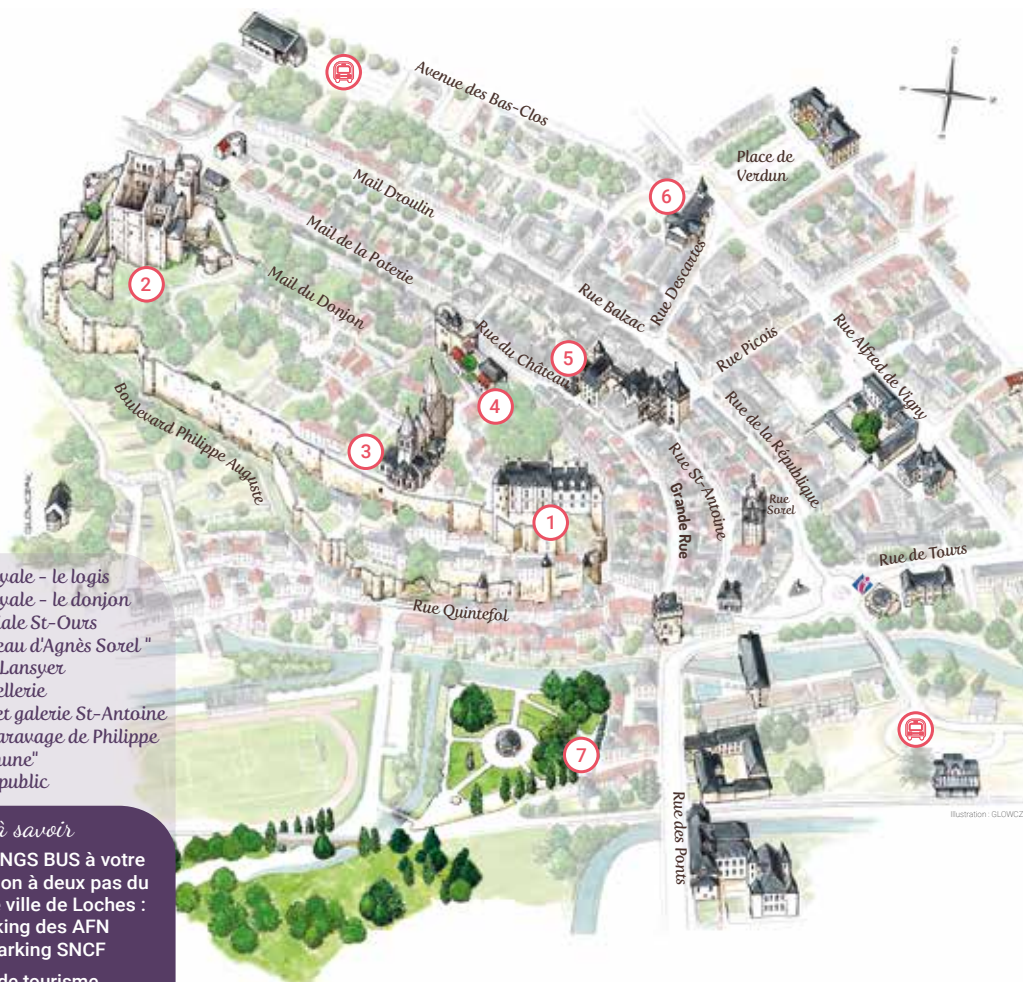 Avenue des Bas-Clos
Place de
Verdun
6
Mail Droulin
Mail de la Poterie
2
Mail du Donjon
Rue Balzac
Rue Descartes
Rue Picois
Rue Alfred de Vigny
5
Rue du Château
4
Boulevard Philippe Auguste
3
Rue de la République
Rue St-Antoine
Grande Rue
Rue
Sorel
1
Rue de Tours
Rue Quintefol
7
Rue des Ponts
Illustration : GLOWCZ
yale - le logis
yale - le donjon
iale St-Ours
eau d'Agnès Sorel "
Lansyer
ellerie
et galerie St-Antoine
aravage de Philippe
une"
public
à savoir
NGS BUS à votre
on à deux pas du
ville de Loches :
king des AFN
arking SNCF
de tourisme